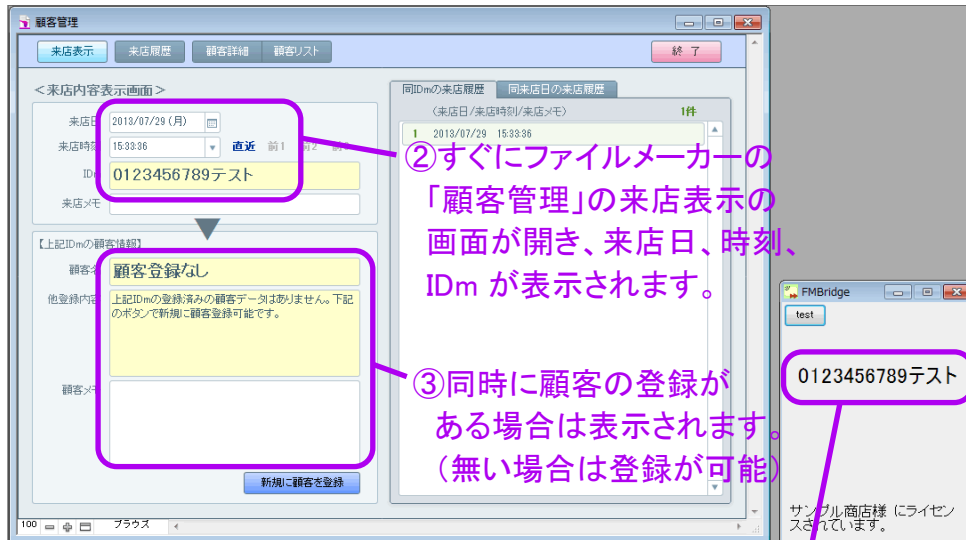 顧客管理
来店表示 来店履歴 顧客詳細 顧客リスト 終 了
<来店内容表示画面>
来店日 2013/07/29 (月)
来店時刻 15:33:36 直近 前1 前2
IDm 0123456789テスト
来店メモ
【上記IDmの顧客情報】
顧客名 顧客登録なし
他登録内容 上記IDmの登録済みの顧客データはありません。下記
のボタンで新規に顧客登録可能です。
顧客メモ
新規に顧客を登録
100 ブラウズ
同IDmの来店履歴 同来店日の来店履歴
(来店日/来店時刻/来店メモ) 1件
1 2013/07/29 15:33:36
②すぐにファイルメーカーの
「顧客管理」の来店表示の
画面が開き、来店日、時刻、
IDm が表示されます。
③同時に顧客の登録が
ある場合は表示されます。
(無い場合は登録が可能)
FMBridge
test
0123456789テスト
サンプル商店様 にライセン
スされています。